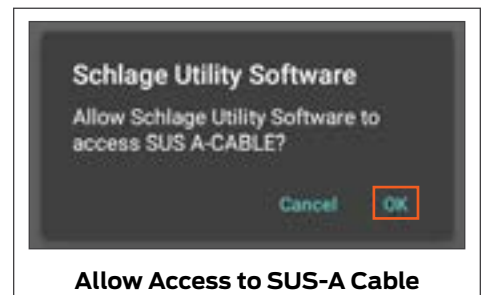 Schlage Utility Software
Allow Schlage Utility Software to
access SUS A-CABLE?
Cancel OK
Allow Access to SUS-A Cable